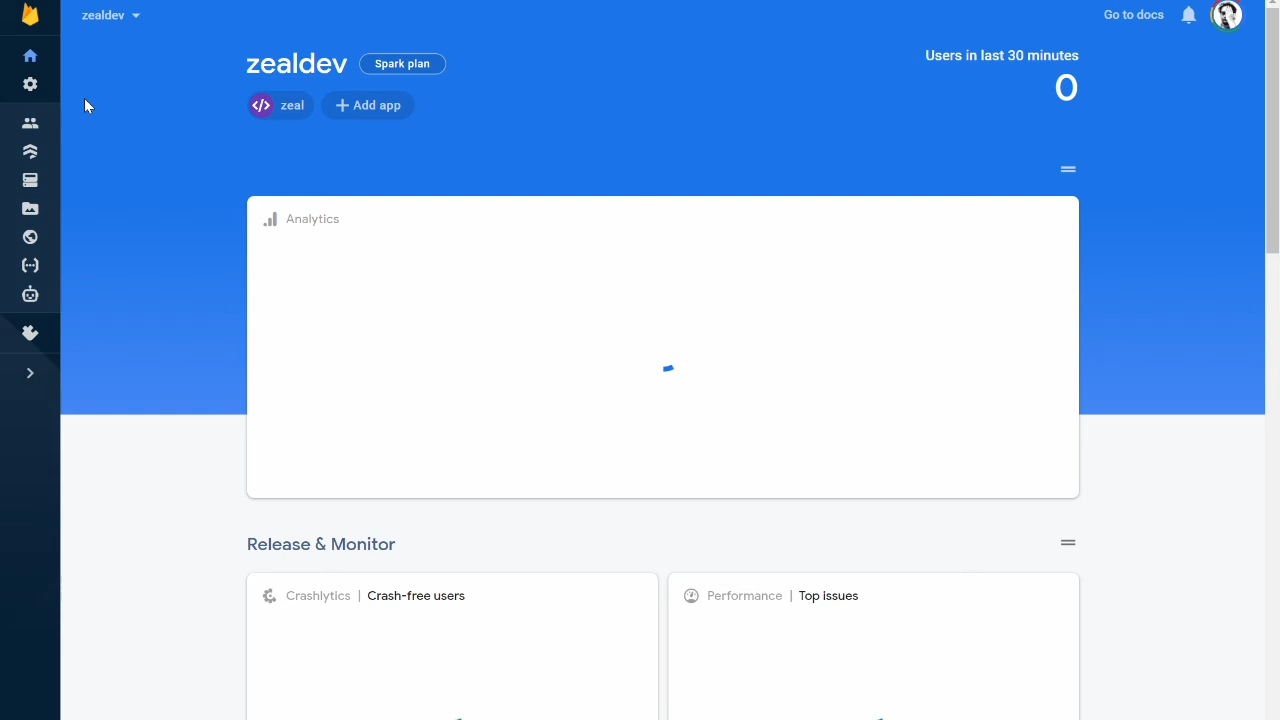 zealdev
Go to docs
zealdev
Spark plan
Users in last 30 minutes
0
</> zeal
+ Add app
Analytics
Release & Monitor
Crashlytics | Crash-free users
Performance | Top issues